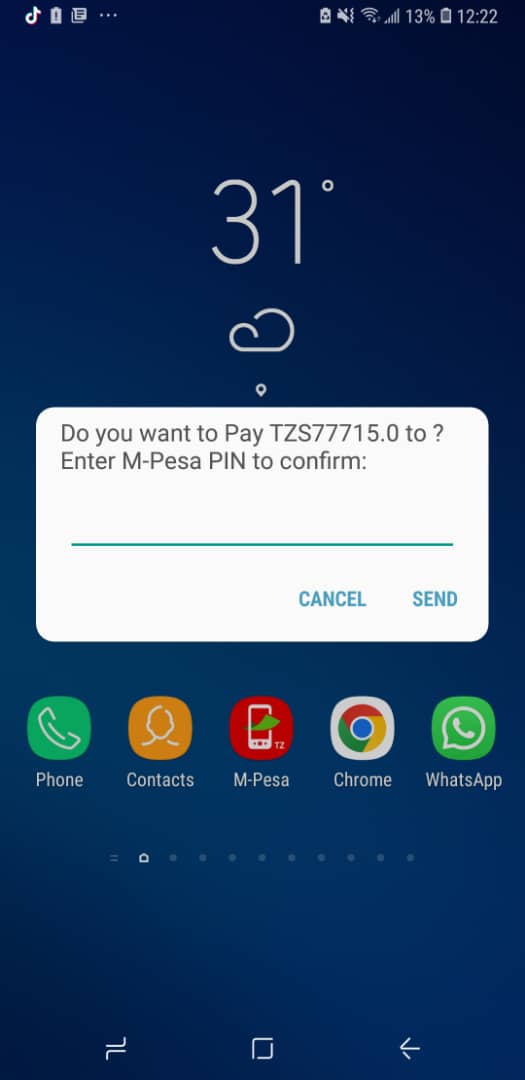 13% 12:22
31°
Do you want to Pay TZS77715.0 to ?
Enter M-Pesa PIN to confirm:
CANCEL SEND
TZ
Phone Contacts M-Pesa Chrome WhatsApp